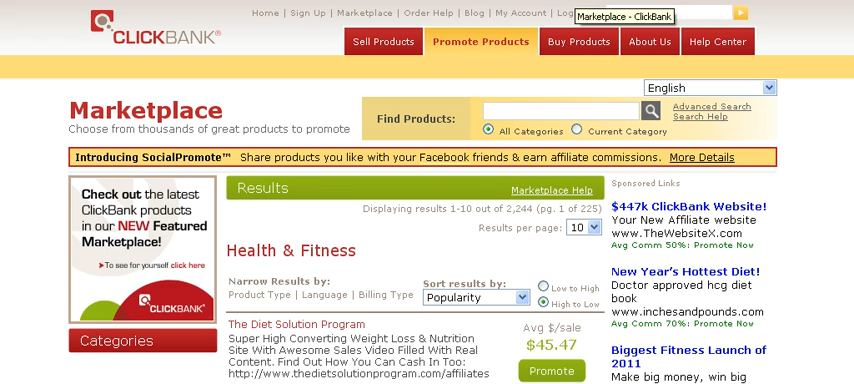 Home | Sign Up | Marketplace | Order Help | Blog | My Account | Log
Marketplace - ClickBank
CLICKBANK®
Sell Products
Promote Products
Buy Products
About Us
Help Center
English
Marketplace
Choose from thousands of great products to promote
Find Products:
All Categories
Current Category
Advanced Search
Search Help
Introducing SocialPromote™ Share products you like with your Facebook friends & earn affiliate commissions. More Details
Check out the latest
ClickBank products
in our NEW Featured
Marketplace!
➤To see for yourself click here
CLICKBANK®
Categories
Results
Marketplace Help
Displaying results 1-10 out of 2,244 (pg. 1 of 225)
Results per page: 10
Health & Fitness
Narrow Results by:
Product Type | Language | Billing Type
Sort results by:
Popularity
Low to High
High to Low
The Diet Solution Program
Super High Converting Weight Loss & Nutrition
Site With Awesome Sales Video Filled With Real
Content. Find Out How You Can Cash In Too:
http://www.thedietsolutionprogram.com/affiliates
Avg $/sale
$45.47
Promote
Sponsored Links
$447k ClickBank Website!
Your New Affiliate website
www.TheWebsiteX.com
Avg Comm 50%: Promote Now
New Year's Hottest Diet!
Doctor approved hcg diet
book
www.inchesandpounds.com
Avg Comm 70%: Promote Now
Biggest Fitness Launch of
2011
Make big money, win big